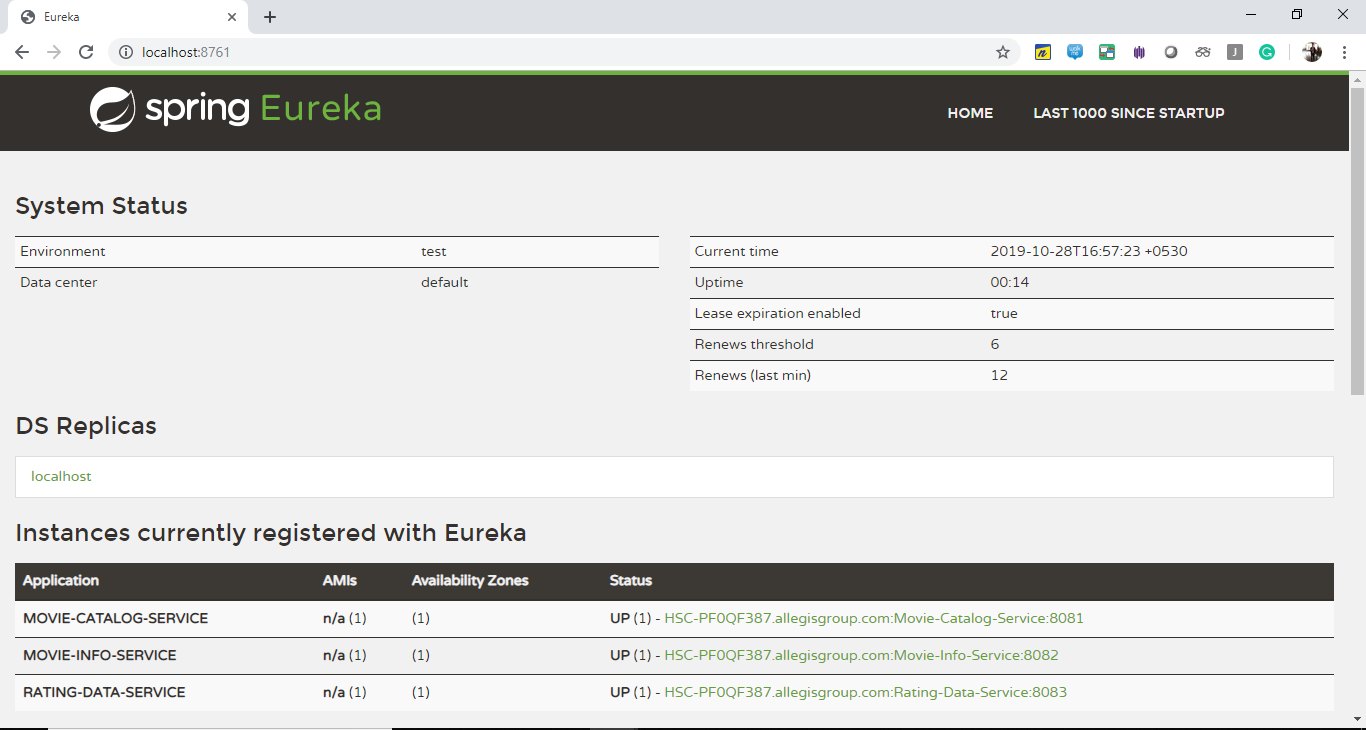 Eureka
localhost:8761
spring Eureka
HOME LAST 1000 SINCE STARTUP
System Status
Environment test
Data center default
Current time 2019-10-28T16:57:23 +0530
Uptime 00:14
Lease expiration enabled true
Renews threshold 6
Renews (last min) 12
DS Replicas
localhost
Instances currently registered with Eureka
Application AMIs Availability Zones Status
MOVIE-CATALOG-SERVICE n/a (1) (1) UP (1) - HSC-PF0QF387.allegisgroup.com:Movie-Catalog-Service:8081
MOVIE-INFO-SERVICE n/a (1) (1) UP (1) - HSC-PF0QF387.allegisgroup.com:Movie-Info-Service:8082
RATING-DATA-SERVICE n/a (1) (1) UP (1) - HSC-PF0QF387.allegisgroup.com:Rating-Data-Service:8083